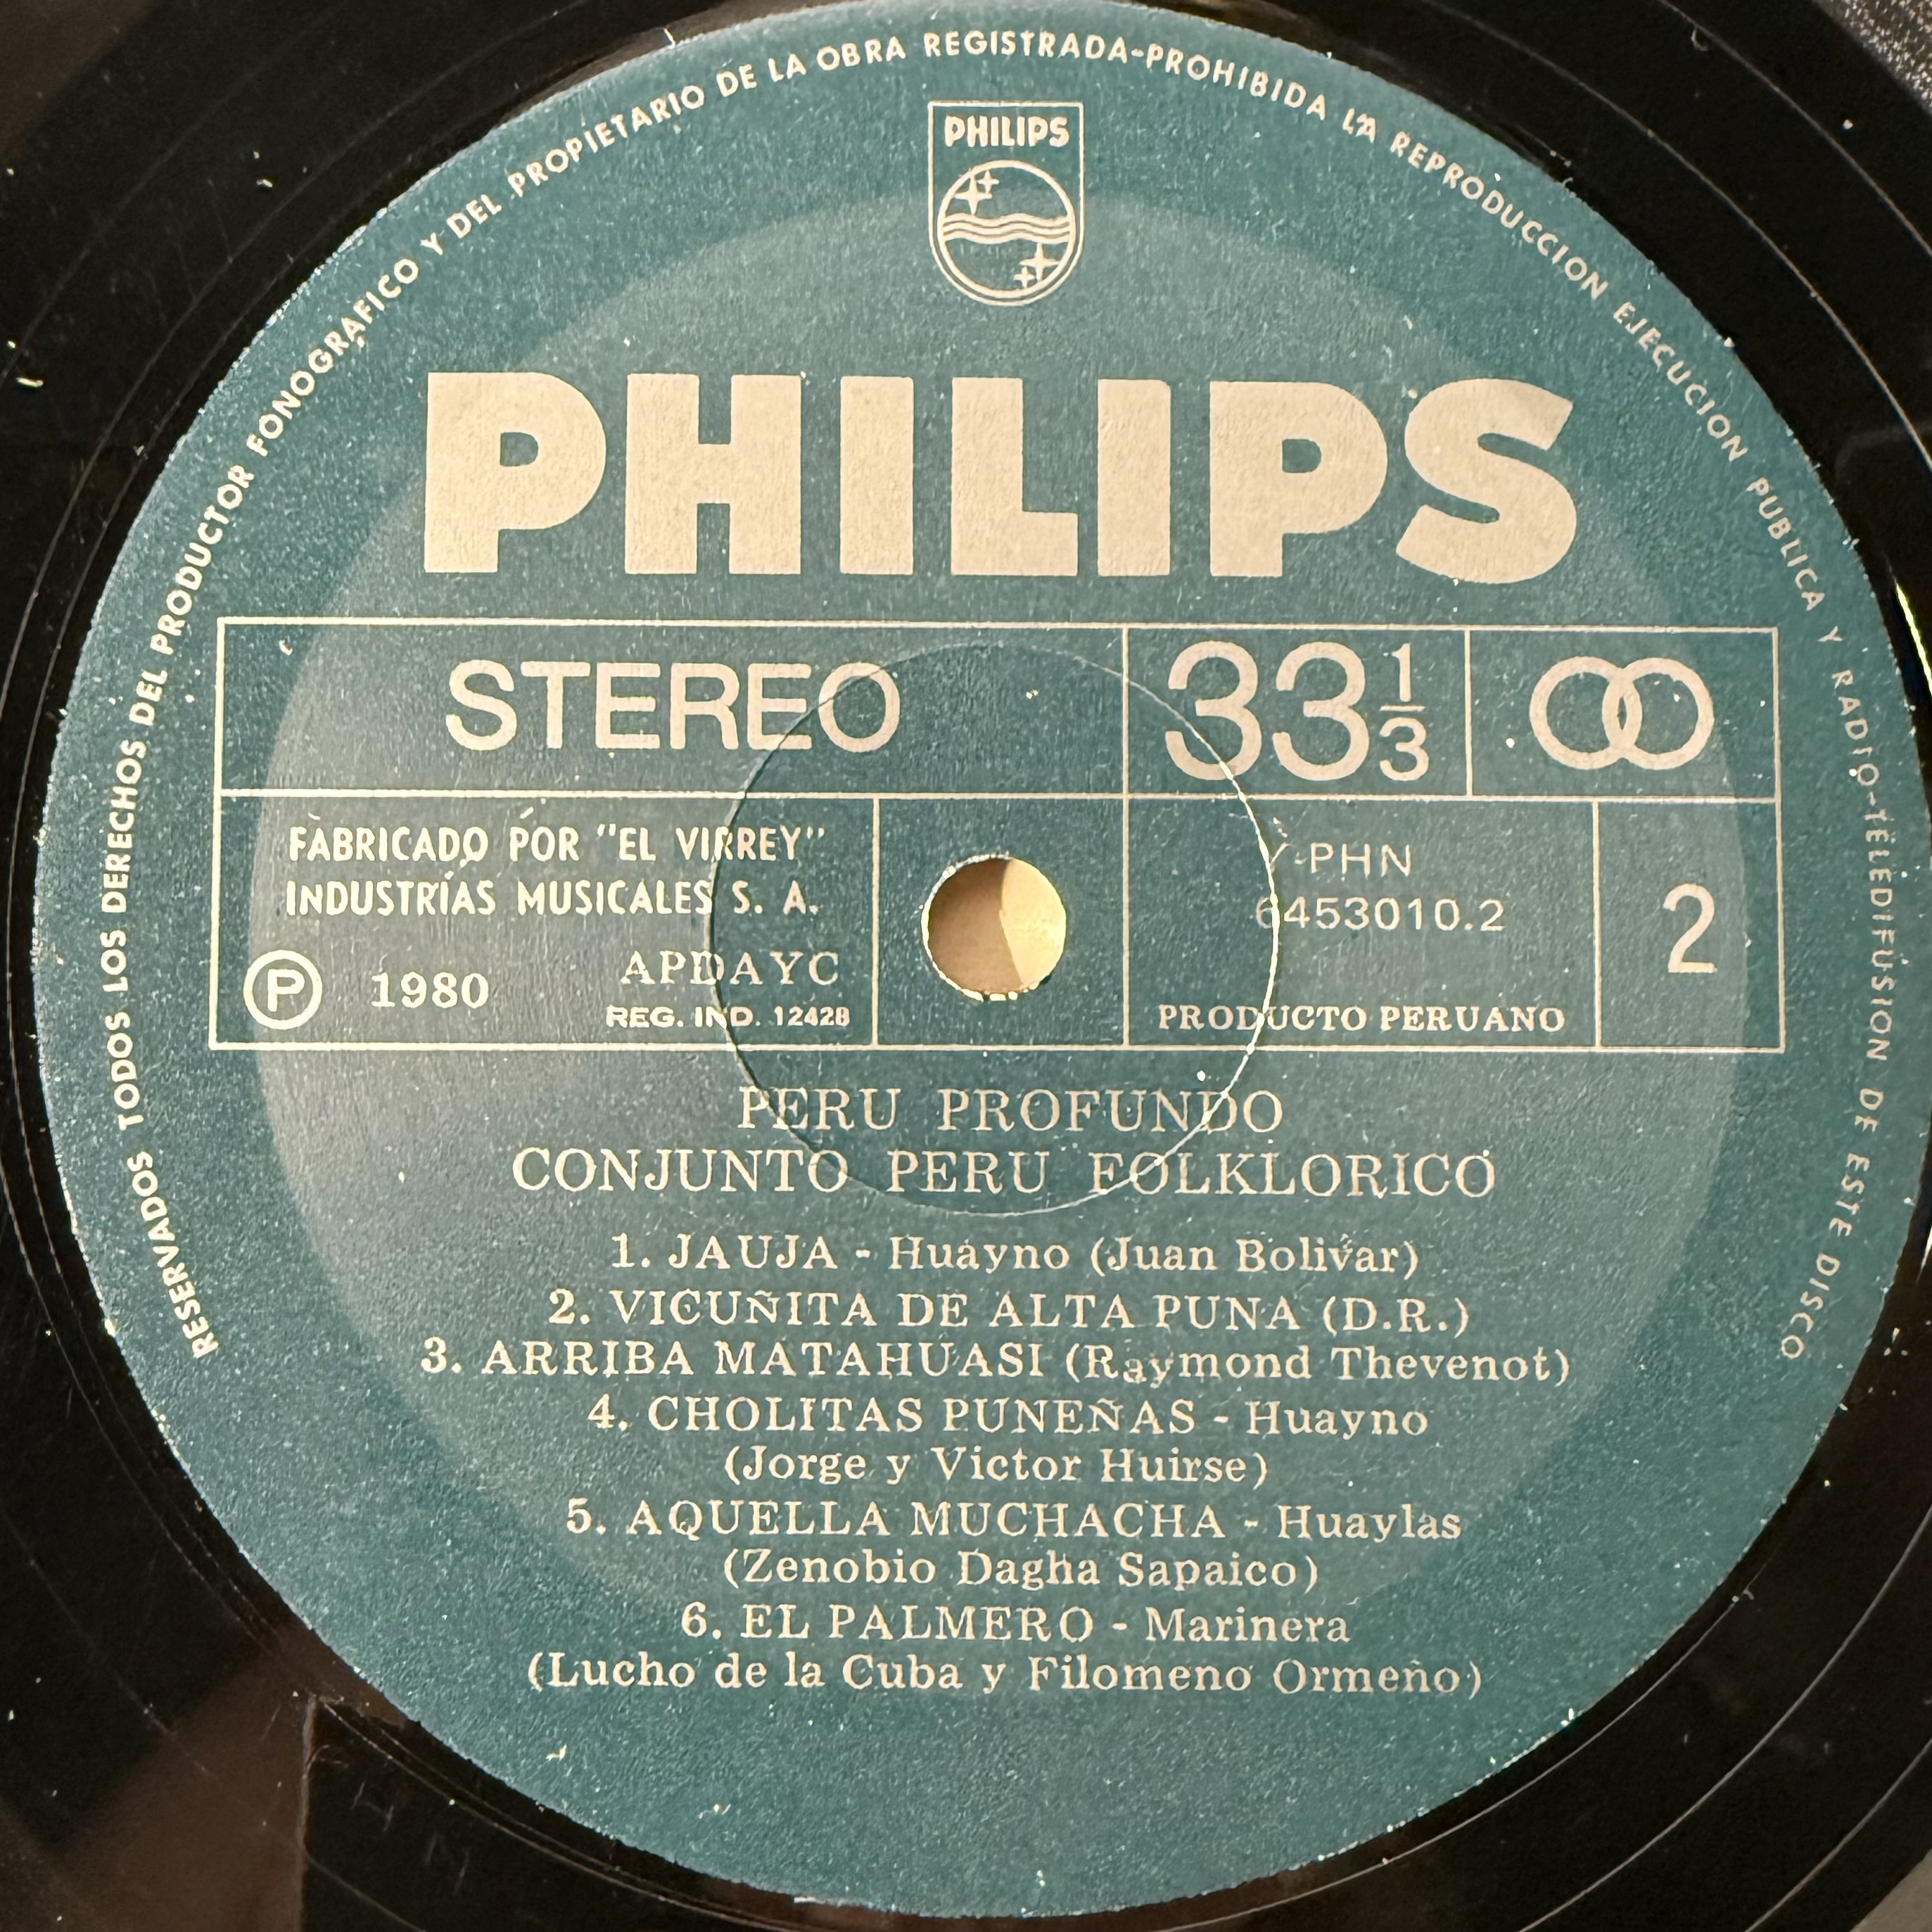 RESERVADOS TODOS LOS DERECHOS DEL PRODUCTOR FONOGRAFICO Y DEL PROPIETARIO DE LA OBRA REGISTRADA-PROHIBIDA LA REPRODUCCION EJECUCION PUBLICA Y RADIO-TELEDIFUSION DE ESTE DISCO
PHILIPS
PHILIPS
STEREO
33 1/3
FABRICADO POR "EL VIRREY"
INDUSTRIAS MUSICALES S. A.
Ⓟ 1980
APDAYC
REG. IND. 12428
PHN
6453010.2
PRODUCTO PERUANO
2
PERU PROFUNDO
CONJUNTO PERU FOLKLORICO
1. JAUJA - Huayno (Juan Bolivar)
2. VICUÑITA DE ALTA PUNA (D.R.)
3. ARRIBA MATAHUASI (Raymond Thevenot)
4. CHOLITAS PUNEÑAS - Huayno
(Jorge y Victor Huirse)
5. AQUELLA MUCHACHA - Huaylas
(Zenobio Dagha Sapaico)
6. EL PALMERO - Marinera
(Lucho de la Cuba y Filomeno Ormeño)